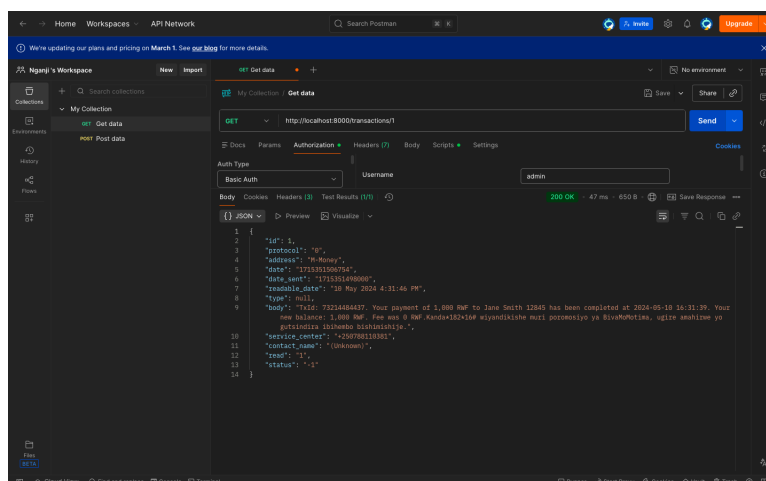 Home Workspaces API Network Search Postman ⌘ K Invite Upgrade
We're updating our plans and pricing on March 1. See our blog for more details.
Nganji's Workspace New Import GET Get data No environment
Collections Search collections My Collection / Get data Save Share
My Collection
GET Get data GET http://localhost:8000/transactions/1 Send
Environments POST Post data
History Docs Params Authorization Headers (7) Body Scripts Settings Cookies
Auth Type
Flows Basic Auth Username admin
Body Cookies Headers (3) Test Results (1/1) 200 OK 47 ms 650 B Save Response
{ } JSON Preview Visualize
1 {
2 "id": 1,
3 "protocol": "0",
4 "address": "M-Money",
5 "date": "1715351506754",
6 "date_sent": "1715351498000",
7 "readable_date": "10 May 2024 4:31:46 PM",
8 "type": null,
9 "body": "TxId: 73214484437. Your payment of 1,000 RWF to Jane Smith 12845 has been completed at 2024-05-10 16:31:39. Your
new balance: 1,000 RWF. Fee was 0 RWF.Kanda*182*16# wiyandikishe muri poromosiyo ya BivaMoMotima, ugire amahirwe yo
gutsindira ibihembo bishimishije.",
10 "service_center": "+250788110381",
11 "contact_name": "(Unknown)",
12 "read": "1",
13 "status": "-1"
14 }
Files
BETA